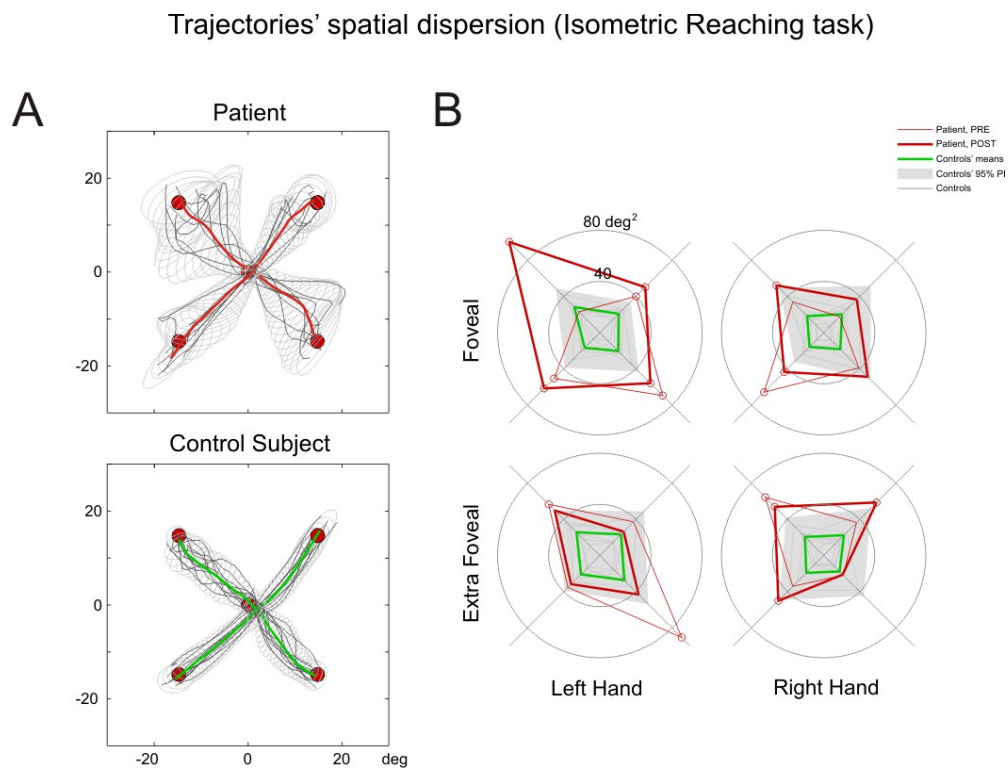 Trajectories' spatial dispersion (Isometric Reaching task)
A
Patient
20
0
-20
Control Subject
20
0
-20
-20
0
20
deg
B
Patient, PRE
Patient, POST
Controls' means
Controls' 95% PI
Controls
80 deg²
40
Foveal
Extra Foveal
Left Hand
Right Hand